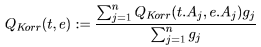 Q_{Korr}(t, e) := \frac{\sum_{j=1}^{n} Q_{Korr}(t.A_j, e.A_j) g_j}{\sum_{j=1}^{n} g_j}